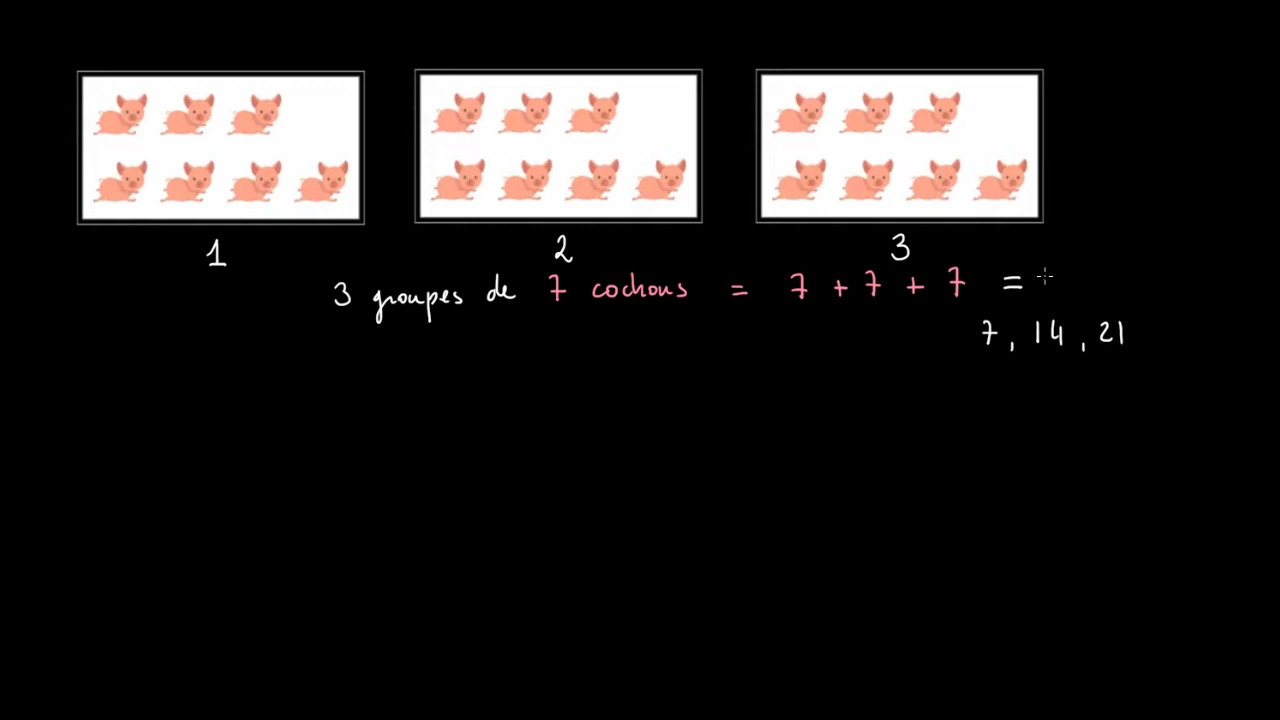 1 2 3
3 groupes de 7 cochons = 7 + 7 + 7 =
7, 14, 21